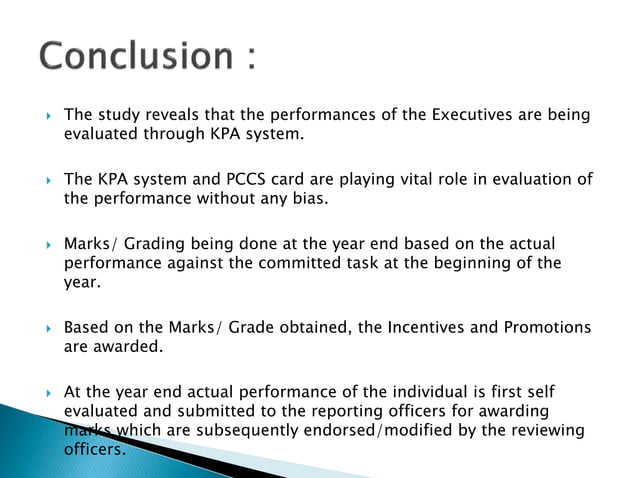 Conclusion :
The study reveals that the performances of the Executives are being
evaluated through KPA system.
The KPA system and PCCS card are playing vital role in evaluation of
the performance without any bias.
Marks/ Grading being done at the year end based on the actual
performance against the committed task at the beginning of the
year.
Based on the Marks/ Grade obtained, the Incentives and Promotions
are awarded.
At the year end actual performance of the individual is first self
evaluated and submitted to the reporting officers for awarding
marks which are subsequently endorsed/modified by the reviewing
officers.